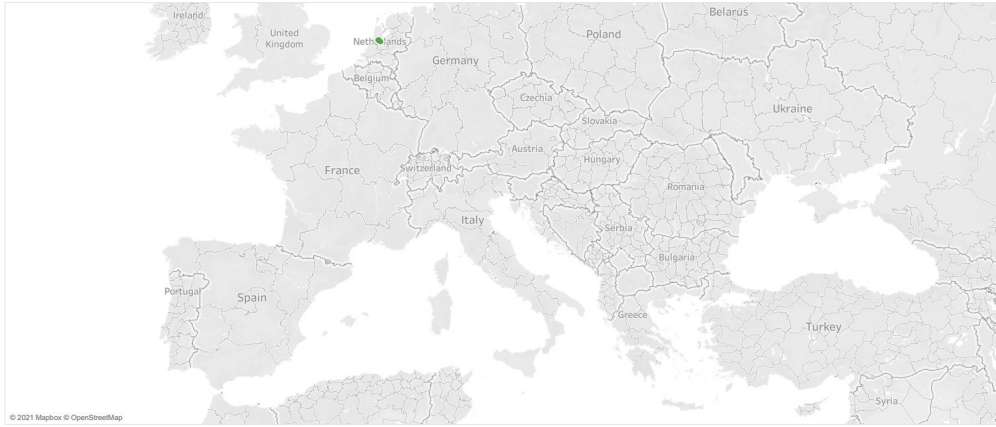 Ireland
Belarus
United
Kingdom
Netherlands
Poland
Germany
Belgium
Czechia
Ukraine
Slovakia
Austria
Hungary
France
Switzerland
Romania
Italy
Serbia
Bulgaria
Portugal
Spain
Greece
Turkey
Syria
© 2021 Mapbox © OpenStreetMap